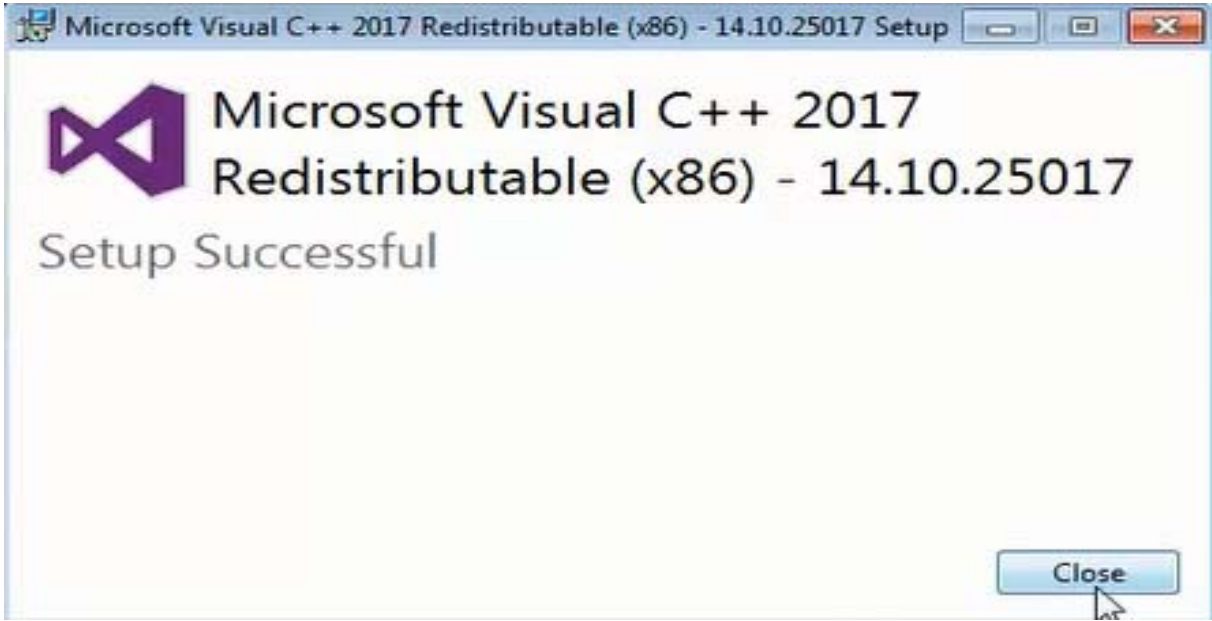 Microsoft Visual C++ 2017 Redistributable (x86) - 14.10.25017 Setup
Microsoft Visual C++ 2017
Redistributable (x86) - 14.10.25017
Setup Successful
Close